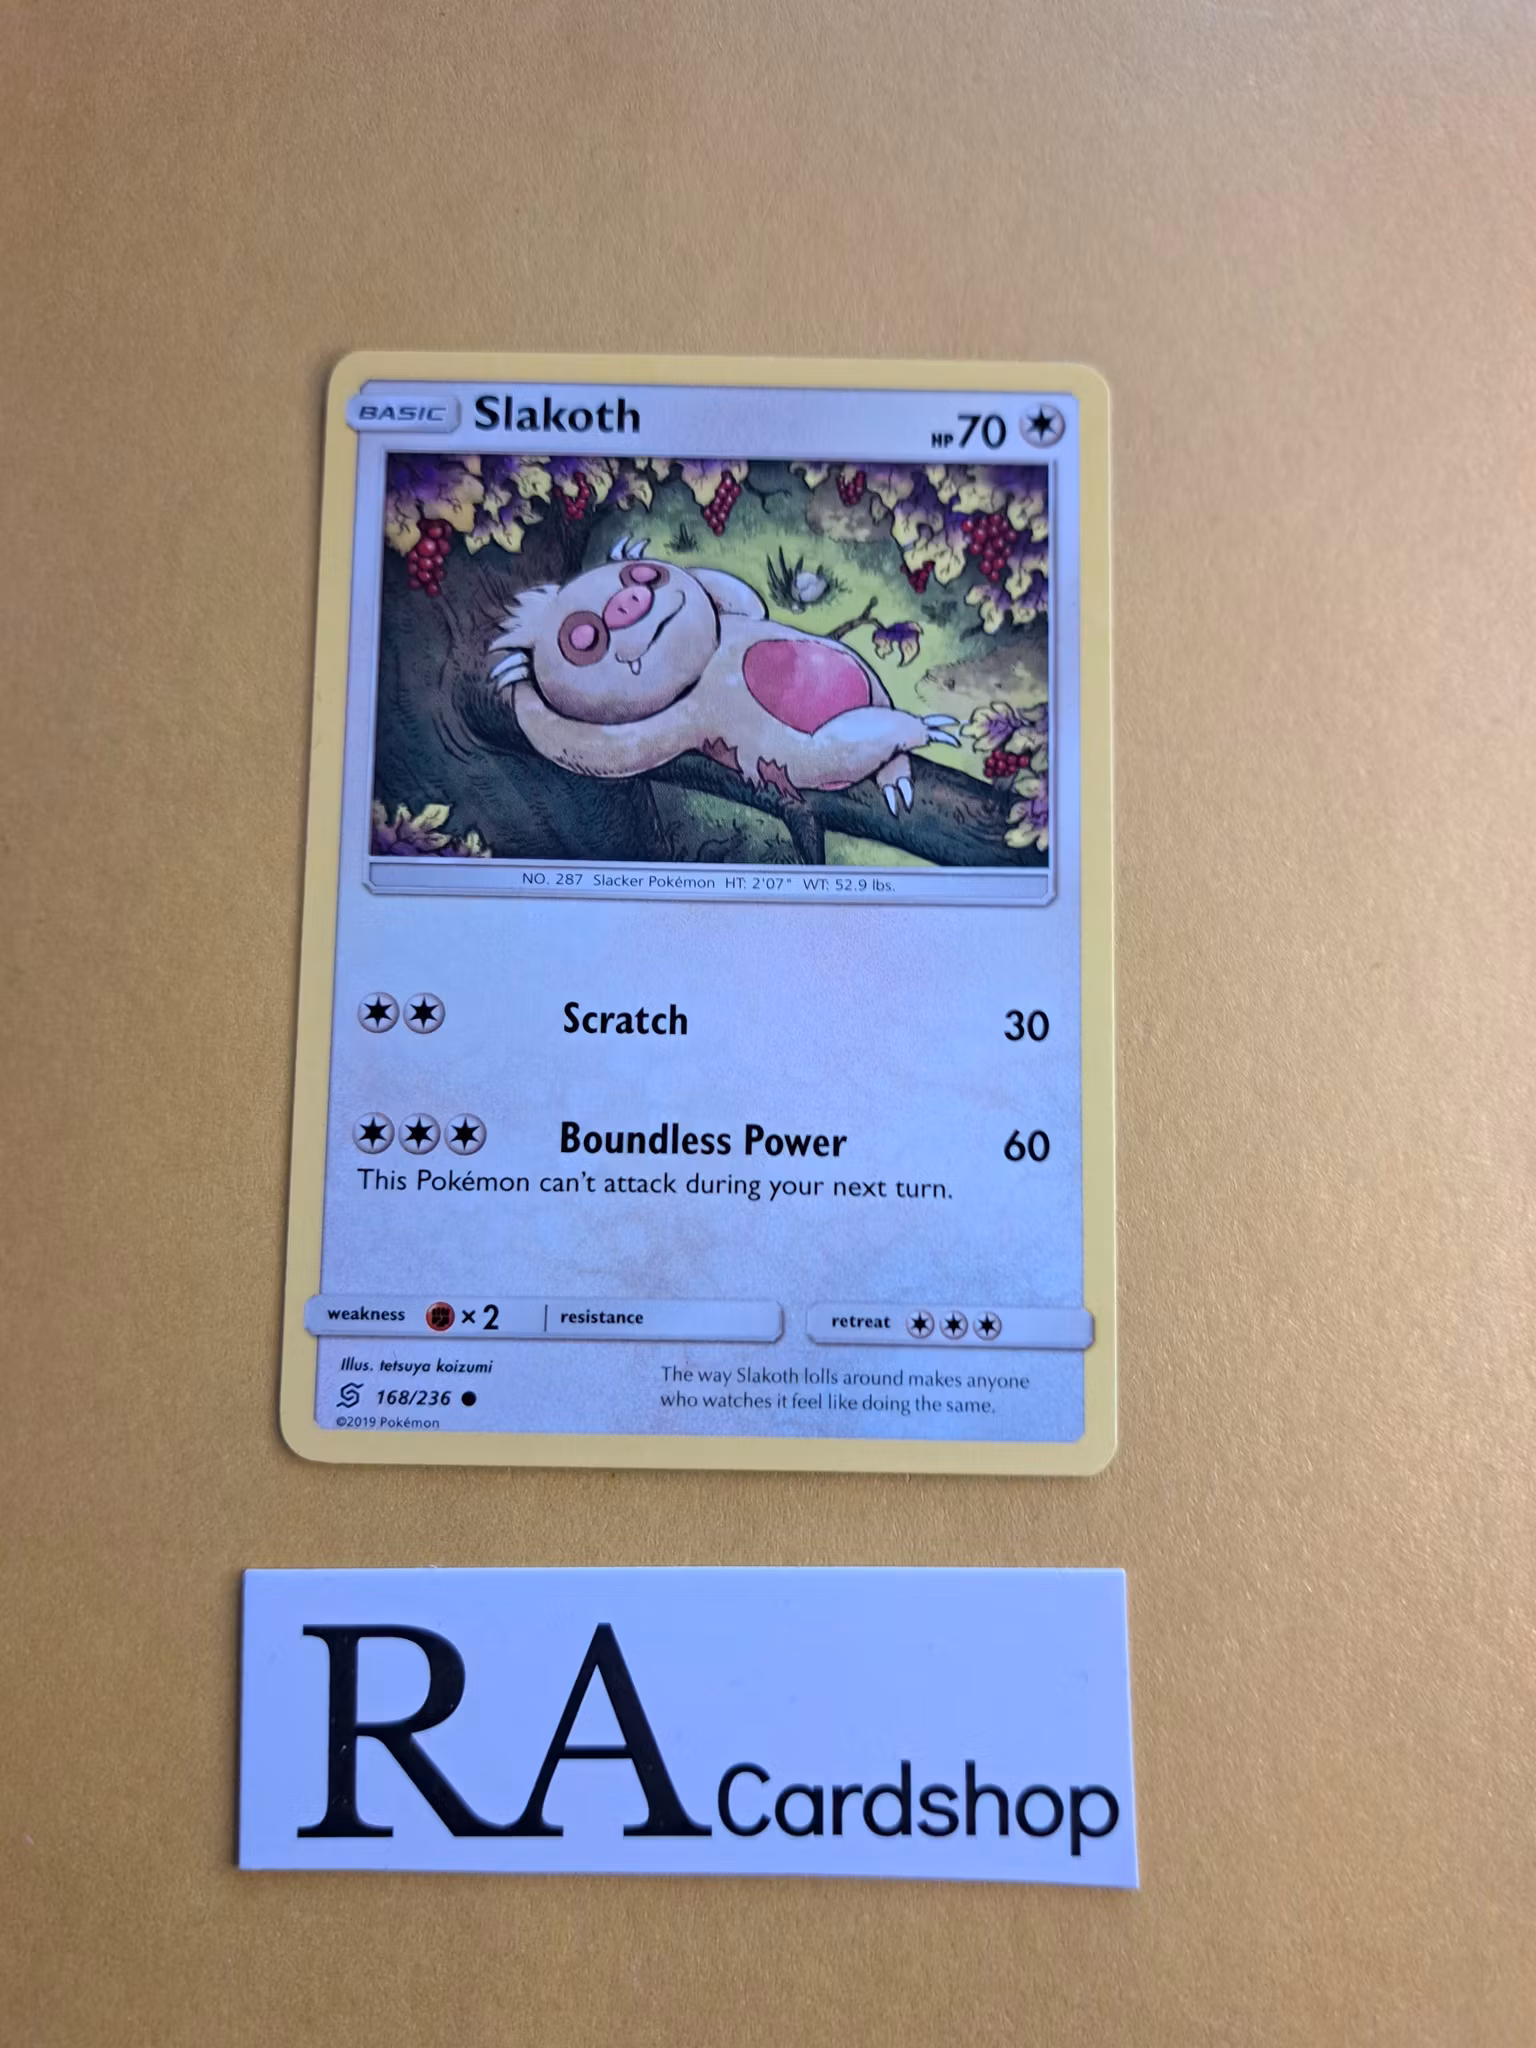 BASIC Slakoth HP 70
NO. 287 Slacker Pokémon HT: 2'07" WT: 52.9 lbs.
Scratch 30
Boundless Power 60
This Pokémon can't attack during your next turn.
weakness ×2 resistance retreat
Illus. tetsuya koizumi
168/236
©2019 Pokémon
The way Slakoth lolls around makes anyone
who watches it feel like doing the same.
RA Cardshop